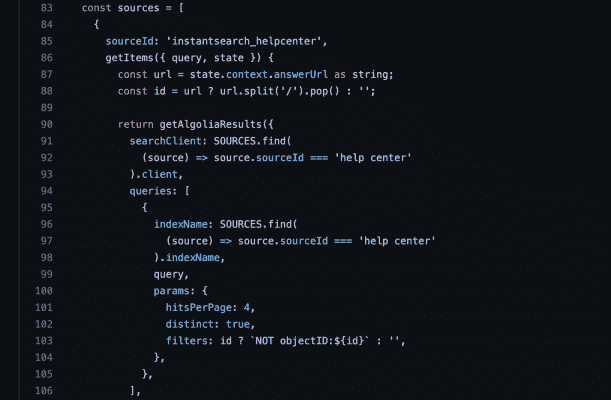 83 const sources = [
84 {
85 sourceId: 'instantsearch_helpcenter',
86 getItems({ query, state }) {
87 const url = state.context.answerUrl as string;
88 const id = url ? url.split('/').pop() : '';
89
90 return getAlgoliaResults({
91 searchClient: SOURCES.find(
92 (source) => source.sourceId === 'help center'
93 ).client,
94 queries: [
95 {
96 indexName: SOURCES.find(
97 (source) => source.sourceId === 'help center'
98 ).indexName,
99 query,
100 params: {
101 hitsPerPage: 4,
102 distinct: true,
103 filters: id ? `NOT objectID:${id}` : '',
104 },
105 },
106 ],